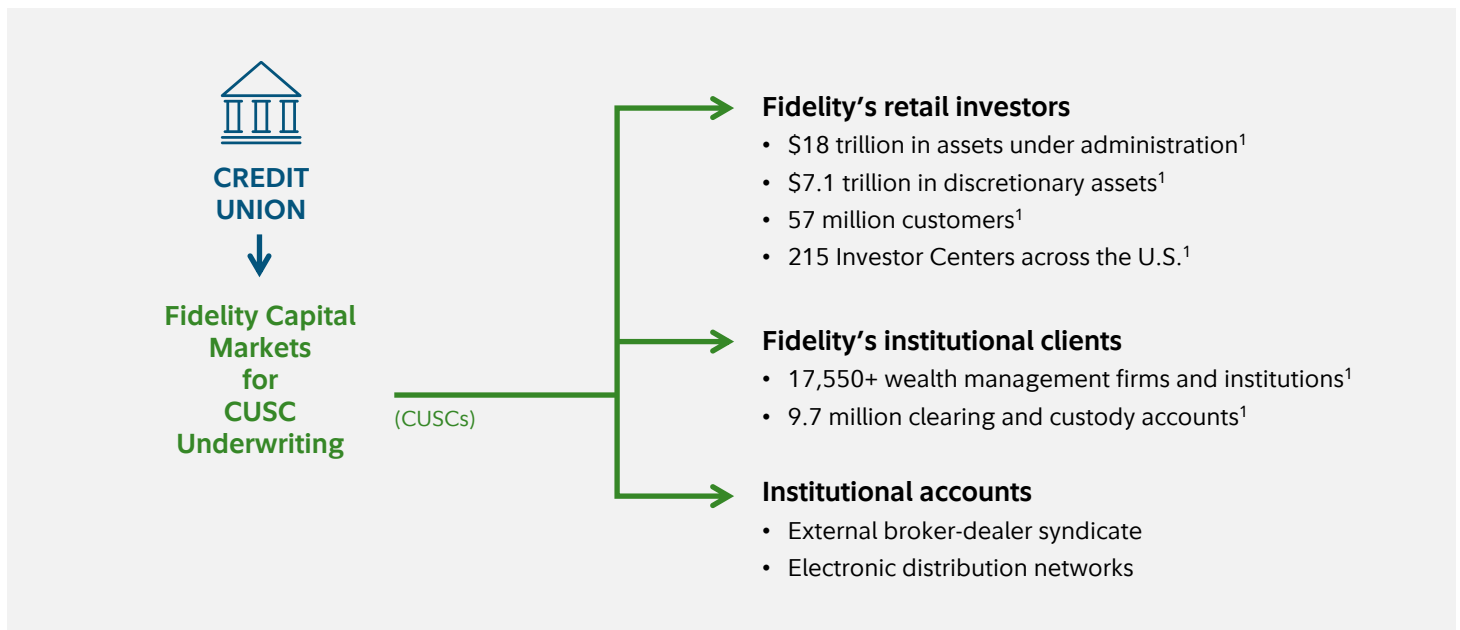 CREDIT
UNION
Fidelity Capital
Markets
for
CUSC
Underwriting
(CUSCs)
Fidelity’s retail investors
• $18 trillion in assets under administration¹
• $7.1 trillion in discretionary assets¹
• 57 million customers¹
• 215 Investor Centers across the U.S.¹
Fidelity’s institutional clients
• 17,550+ wealth management firms and institutions¹
• 9.7 million clearing and custody accounts¹
Institutional accounts
• External broker-dealer syndicate
• Electronic distribution networks